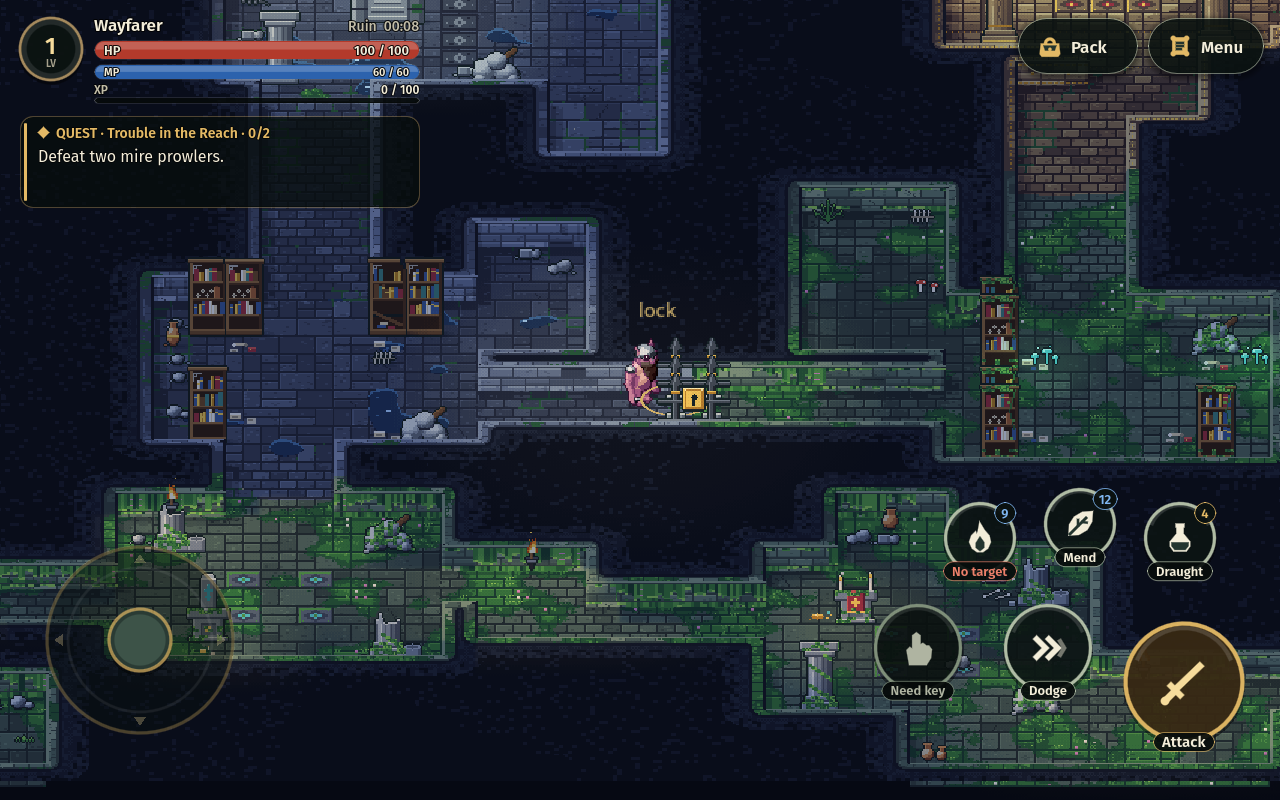 1
LV
Wayfarer
Ruin 00:08
HP
100 / 100
MP
60 / 60
XP
0 / 100
Pack
Menu
QUEST · Trouble in the Reach · 0/2
Defeat two mire prowlers.
lock
9
No target
12
Mend
4
Draught
Need key
Dodge
Attack